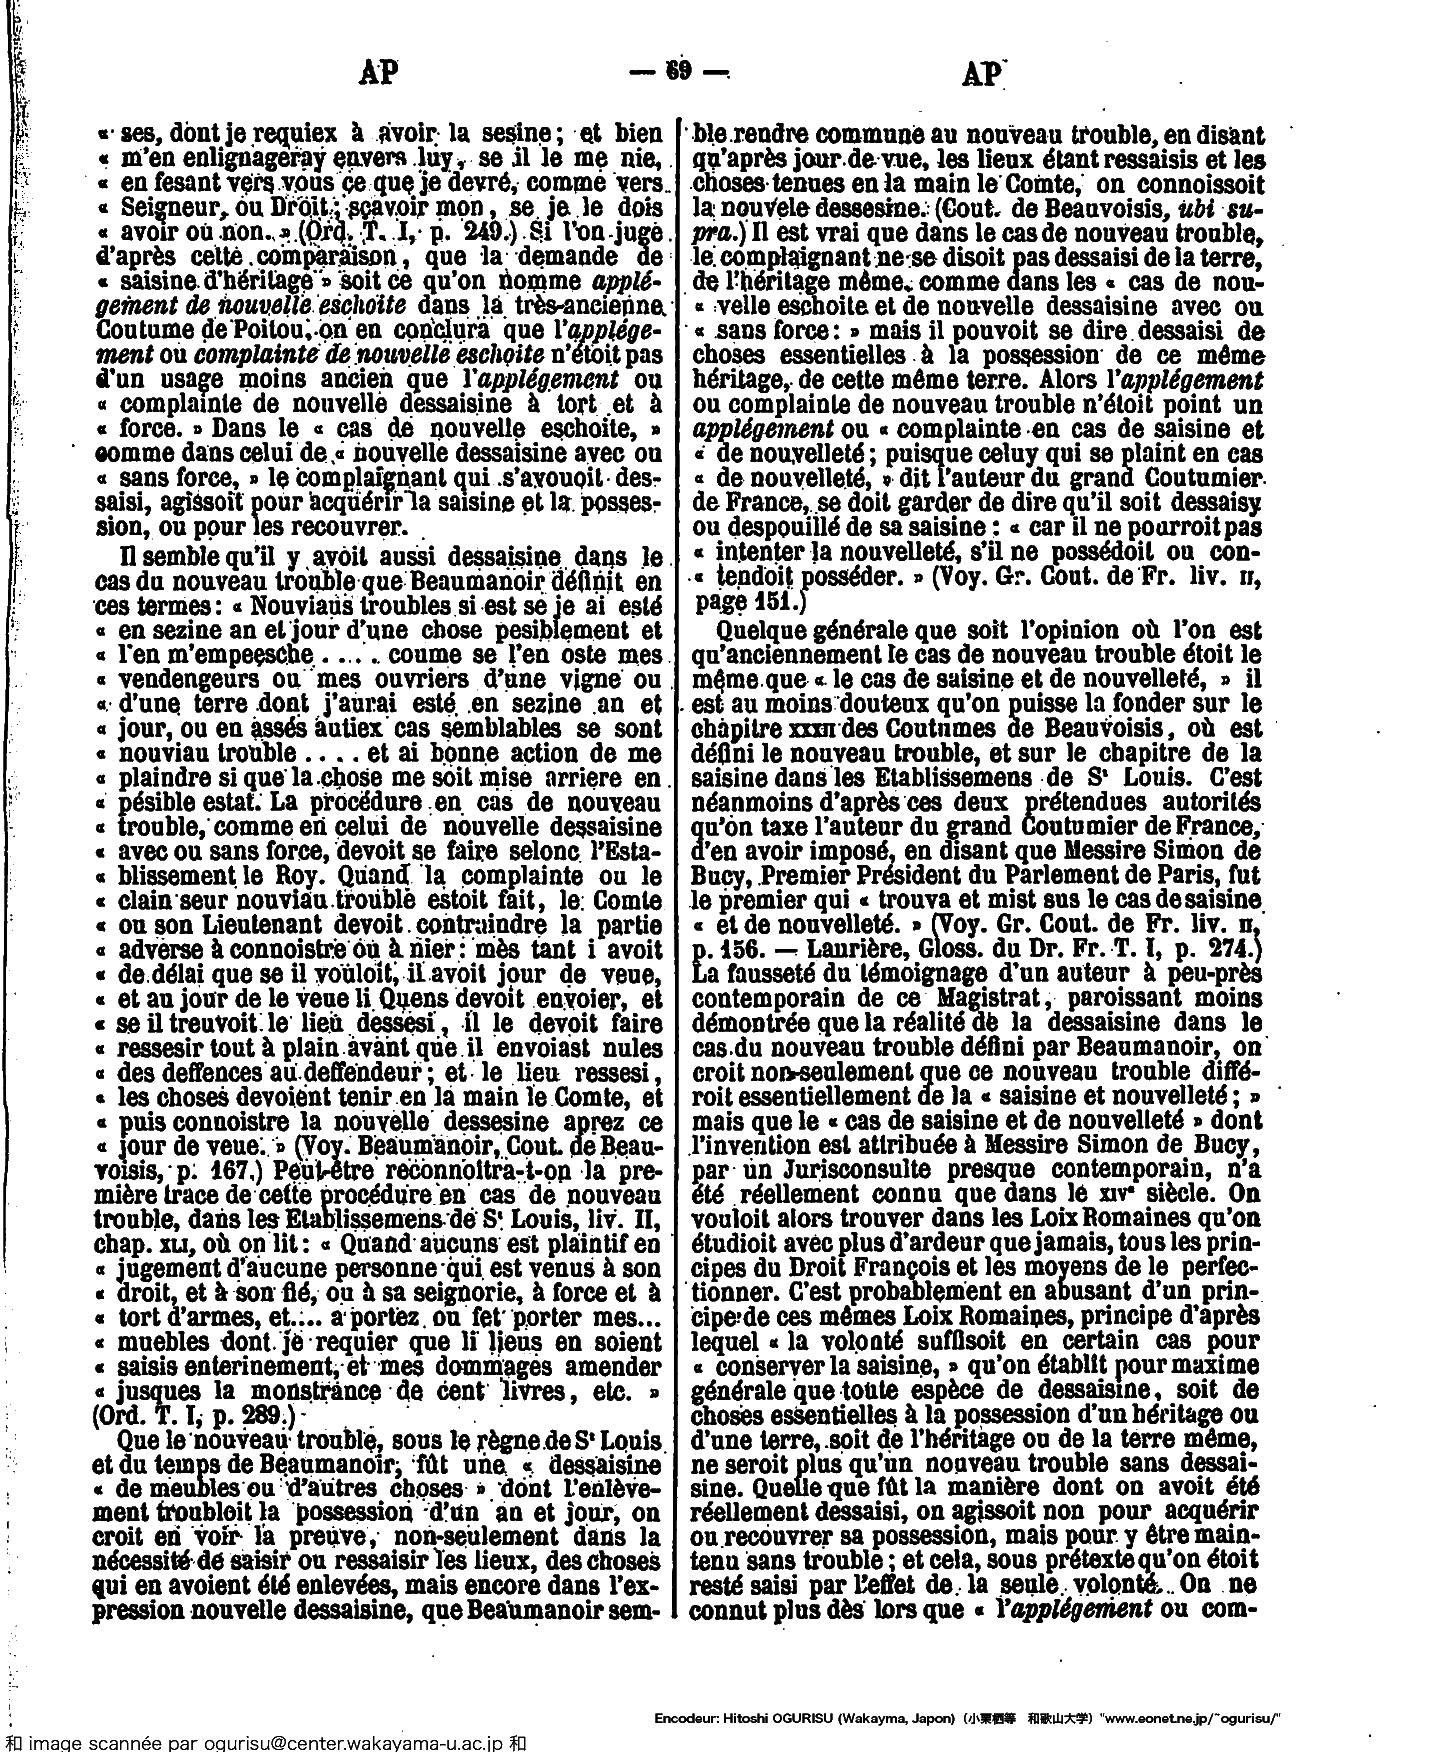 AP
— 69 —
AP
« ses, dont je requiex à avoir la sesine; et bien
« m'en enlignageray envers luy, se il le me nie,
« en fesant vers vous ce que je devré, comme vers
« Seigneur, ou Droit; sçavoir mon, se je le dois
« avoir ou non. » (Ord. T. I, p. 249.) Si l'on juge
d'après cette comparaison, que la demande de
« saisine d'héritage » soit ce qu'on nomme applé-
gement de nouvelle eschoite dans la très-ancienne
Coutume de Poitou, on en conclura que l'applége-
ment ou complainte de nouvelle eschoite n'étoit pas
d'un usage moins ancien que l'applégement ou
« complainte de nouvelle dessaisine à tort et à
« force. » Dans le « cas de nouvelle eschoite, »
comme dans celui de « nouvelle dessaisine avec ou
« sans force, » le complaignant qui s'avouoit des-
saisi, agissoit pour acquérir la saisine et la posses-
sion, ou pour les recouvrer.
Il semble qu'il y avoit aussi dessaisine dans le
cas du nouveau trouble que Beaumanoir définit en
ces termes: « Nouviaus troubles si est se je ai esté
« en sezine an et jour d'une chose pesiblement et
« l'en m'empeesche ..... coume se l'en oste mes
« vendengeurs ou mes ouvriers d'une vigne ou
« d'une terre dont j'aurai esté en sezine an et
« jour, ou en assés autiex cas semblables se sont
« nouviau trouble .... et ai bonne action de me
« plaindre si que la chose me soit mise arriere en
« pésible estat. La procédure en cas de nouveau
« trouble, comme en celui de nouvelle dessaisine
« avec ou sans force, devoit se faire selonc l'Esta-
« blissement le Roy. Quand la complainte ou le
« clain seur nouviau trouble estoit fait, le Comte
« ou son Lieutenant devoit contraindre la partie
« adverse à connoistre ou à nier: mès tant i avoit
« de délai que se il vouloit, il avoit jour de veue,
« et au jour de le veue li Quens devoit envoier, et
« se il treuvoit le lieu dessesi, il le devoit faire
« ressesir tout à plain avant que il envoiast nules
« des deffences au deffendeur; et le lieu ressesi,
« les choses devoient tenir en la main le Comte, et
« puis connoistre la nouvelle dessesine aprez ce
« jour de veue. » (Voy. Beaumanoir, Cout. de Beau-
voisis, p. 167.) Peut-être reconnoîtra-t-on la pre-
mière trace de cette procédure en cas de nouveau
trouble, dans les Etablissemens de St Louis, liv. II,
chap. XLI, où on lit: « Quand aucuns est plaintif en
« jugement d'aucune personne qui est venus à son
« droit, et à son fié, ou à sa seignorie, à force et à
« tort d'armes, et.... a portez ou fet porter mes...
« muebles dont je requier que li lieus en soient
« saisis enterinement, et mes dommages amender
« jusques la monstrance de cent livres, etc. »
(Ord. T. I, p. 289.)
Que le nouveau trouble, sous le règne de St Louis
et du temps de Beaumanoir, fût une « dessaisine
« de meubles ou d'autres choses » dont l'enlève-
ment troubloit la possession d'un an et jour, on
croit en voir la preuve, non-seulement dans la
nécessité de saisir ou ressaisir les lieux, des choses
qui en avoient été enlevées, mais encore dans l'ex-
pression nouvelle dessaisine, que Beaumanoir sem-
ble rendre commune au nouveau trouble, en disant
qu'après jour de vue, les lieux étant ressaisis et les
choses tenues en la main le Comte, on connoissoit
la nouvele dessesine. (Cout. de Beauvoisis, ubi su-
pra.) Il est vrai que dans le cas de nouveau trouble,
le complaignant ne se disoit pas dessaisi de la terre,
de l'héritage même, comme dans les « cas de nou-
« velle eschoite et de nouvelle dessaisine avec ou
« sans force: » mais il pouvoit se dire dessaisi de
choses essentielles à la possession de ce même
héritage, de cette même terre. Alors l'applégement
ou complainte de nouveau trouble n'étoit point un
applégement ou « complainte en cas de saisine et
« de nouvelleté; puisque celuy qui se plaint en cas
« de nouvelleté, » dit l'auteur du grand Coutumier
de France, se doit garder de dire qu'il soit dessaisy
ou despouillé de sa saisine: « car il ne pourroit pas
« intenter la nouvelleté, s'il ne possédoit ou con-
« tendoit posséder. » (Voy. Gr. Cout. de Fr. liv. II,
page 151.)
Quelque générale que soit l'opinion où l'on est
qu'anciennement le cas de nouveau trouble étoit le
même que « le cas de saisine et de nouvelleté, » il
est au moins douteux qu'on puisse la fonder sur le
chapitre XXXII des Coutumes de Beauvoisis, où est
défini le nouveau trouble, et sur le chapitre de la
saisine dans les Etablissemens de St Louis. C'est
néanmoins d'après ces deux prétendues autorités
qu'on taxe l'auteur du grand Coutumier de France,
d'en avoir imposé, en disant que Messire Simon de
Bucy, Premier Président du Parlement de Paris, fut
le premier qui « trouva et mist sus le cas de saisine
« et de nouvelleté. » (Voy. Gr. Cout. de Fr. liv. II,
p. 156. — Laurière, Gloss. du Dr. Fr. T. I, p. 274.)
La fausseté du témoignage d'un auteur à peu-près
contemporain de ce Magistrat, paroissant moins
démontrée que la réalité de la dessaisine dans le
cas du nouveau trouble défini par Beaumanoir, on
croit non-seulement que ce nouveau trouble diffé-
roit essentiellement de la « saisine et nouvelleté; »
mais que le « cas de saisine et de nouvelleté » dont
l'invention est attribuée à Messire Simon de Bucy,
par un Jurisconsulte presque contemporain, n'a
été réellement connu que dans le XIVe siècle. On
vouloit alors trouver dans les Loix Romaines qu'on
étudioit avec plus d'ardeur que jamais, tous les prin-
cipes du Droit François et les moyens de le perfec-
tionner. C'est probablement en abusant d'un prin-
cipe de ces mêmes Loix Romaines, principe d'après
lequel « la volonté suffisoit en certain cas pour
« conserver la saisine, » qu'on établit pour maxime
générale que toute espèce de dessaisine, soit de
choses essentielles à la possession d'un héritage ou
d'une terre, soit de l'héritage ou de la terre même,
ne seroit plus qu'un nouveau trouble sans dessai-
sine. Quelle que fût la manière dont on avoit été
réellement dessaisi, on agissoit non pour acquérir
ou recouvrer sa possession, mais pour y être main-
tenu sans trouble; et cela, sous prétexte qu'on étoit
resté saisi par l'effet de la seule volonté. On ne
connut plus dès lors que « l'applégement ou com-
Encodeur: Hitoshi OGURISU (Wakayma, Japon) (小栗栖等 和歌山大学) "www.eonet.ne.jp/~ogurisu/"
和 image scannée par ogurisu@center.wakayama-u.ac.jp 和